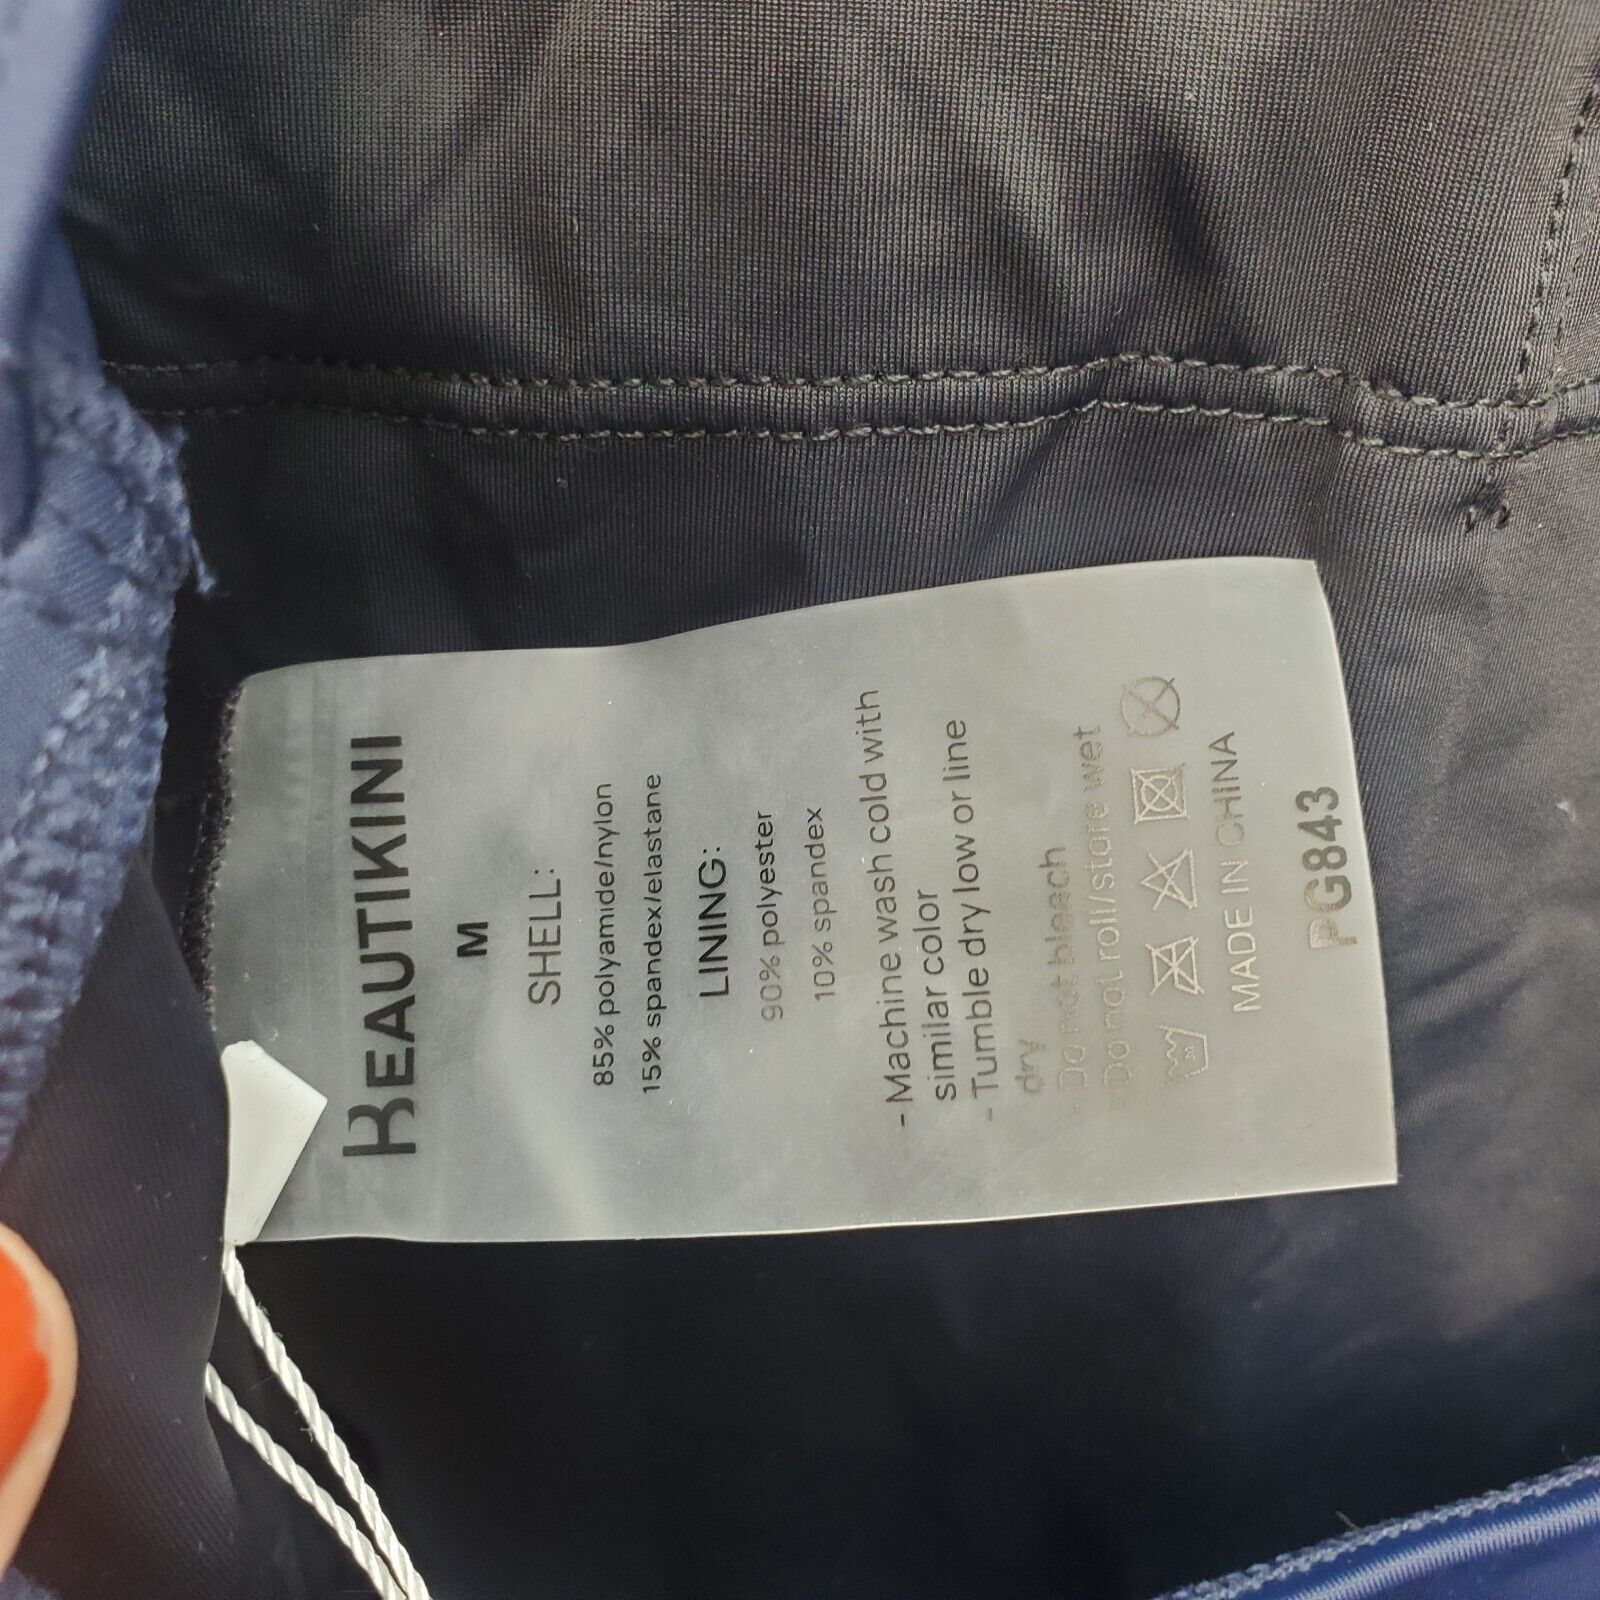 BEAUTIKINI
M
SHELL:
85% polyamide/nylon
15% spandex/elastane
LINING:
90% polyester
10% spandex
- Machine wash cold with
similar color
- Tumble dry low or line
dry
- Do not bleach
- Do not roll/store wet
30
MADE IN CHINA
PG843